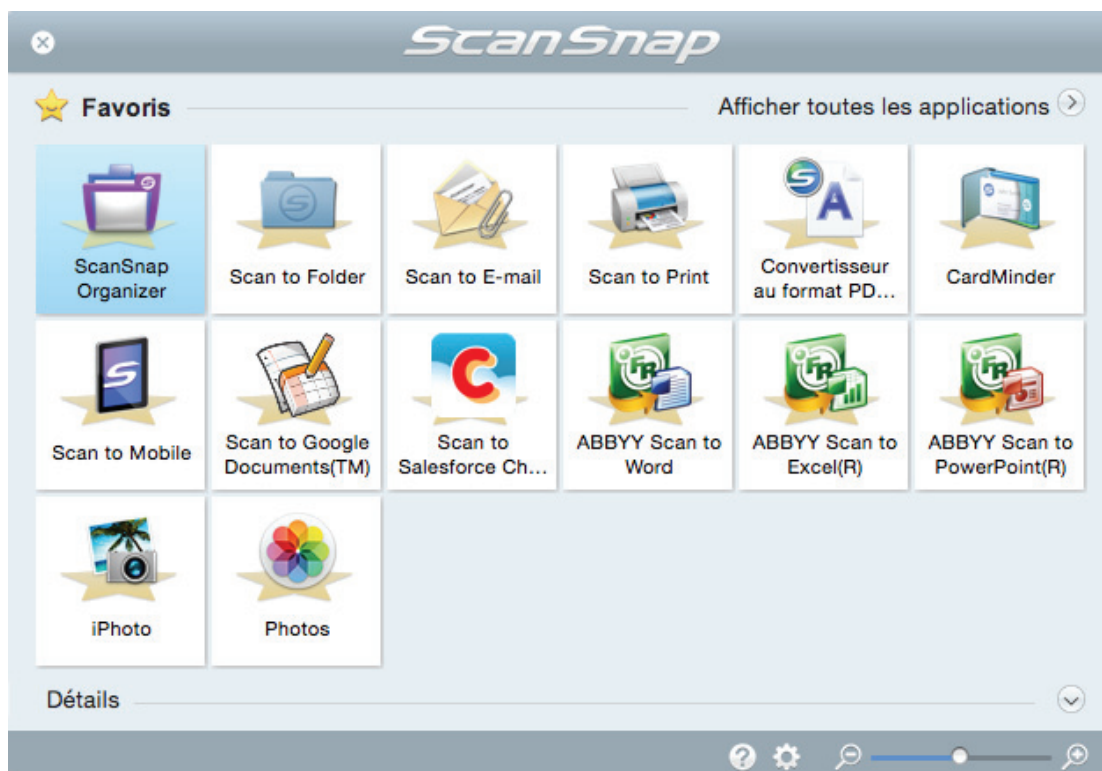 ScanSnap
Favoris
Afficher toutes les applications
ScanSnap
Organizer
Scan to Folder
Scan to E-mail
Scan to Print
Convertisseur
au format PD...
CardMinder
Scan to Mobile
Scan to Google
Documents(TM)
Scan to
Salesforce Ch...
ABBYY Scan to
Word
ABBYY Scan to
Excel(R)
ABBYY Scan to
PowerPoint(R)
iPhoto
Photos
Détails